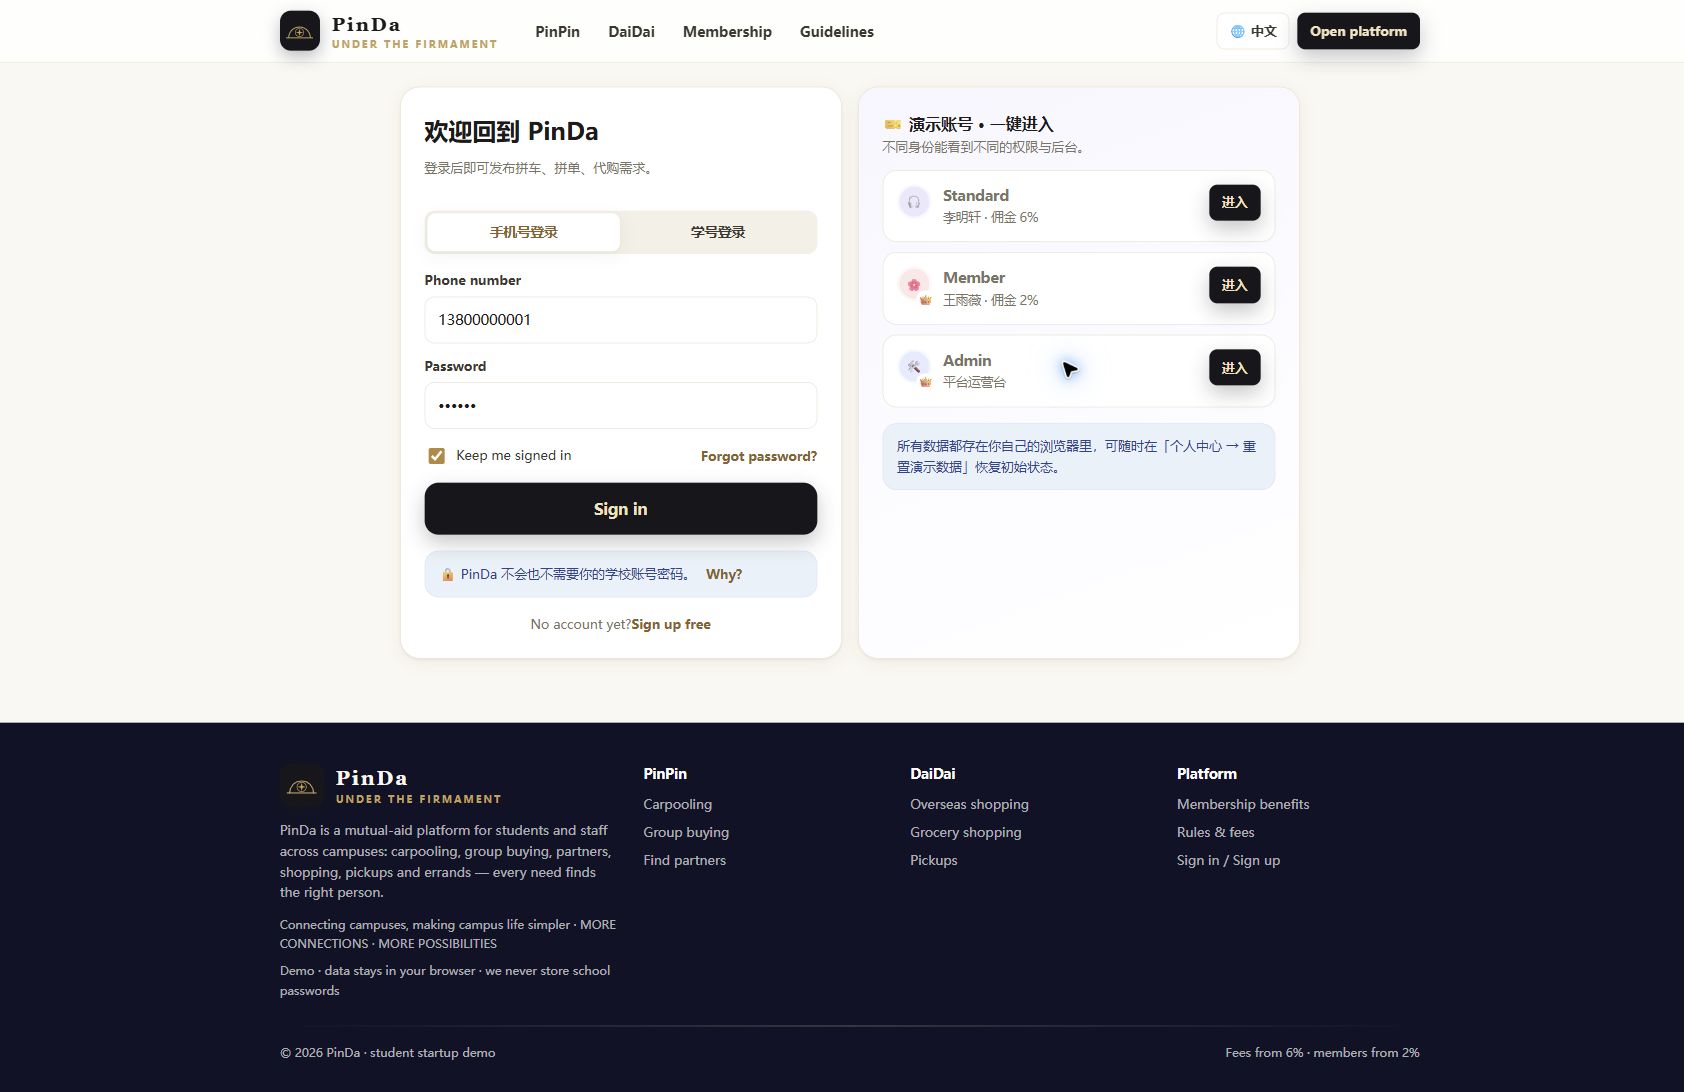 PinDa
UNDER THE FIRMAMENT
PinPin
DaiDai
Membership
Guidelines
中文
Open platform
欢迎回到 PinDa
登录后即可发布拼车、拼单、代购需求。
手机号登录
学号登录
Phone number
13800000001
Password
••••••
Keep me signed in
Forgot password?
Sign in
PinDa 不会也不需要你的学校账号密码。 Why?
No account yet?Sign up free
演示账号 • 一键进入
不同身份能看到不同的权限与后台。
Standard
李明轩 · 佣金 6%
进入
Member
王雨薇 · 佣金 2%
进入
Admin
平台运营台
进入
所有数据都存在你自己的浏览器里，可随时在「个人中心 → 重
置演示数据」恢复初始状态。
PinDa
UNDER THE FIRMAMENT
PinDa is a mutual-aid platform for students and staff
across campuses: carpooling, group buying, partners,
shopping, pickups and errands — every need finds
the right person.
Connecting campuses, making campus life simpler · MORE
CONNECTIONS · MORE POSSIBILITIES
Demo · data stays in your browser · we never store school
passwords
PinPin
Carpooling
Group buying
Find partners
DaiDai
Overseas shopping
Grocery shopping
Pickups
Platform
Membership benefits
Rules & fees
Sign in / Sign up
© 2026 PinDa · student startup demo
Fees from 6% · members from 2%